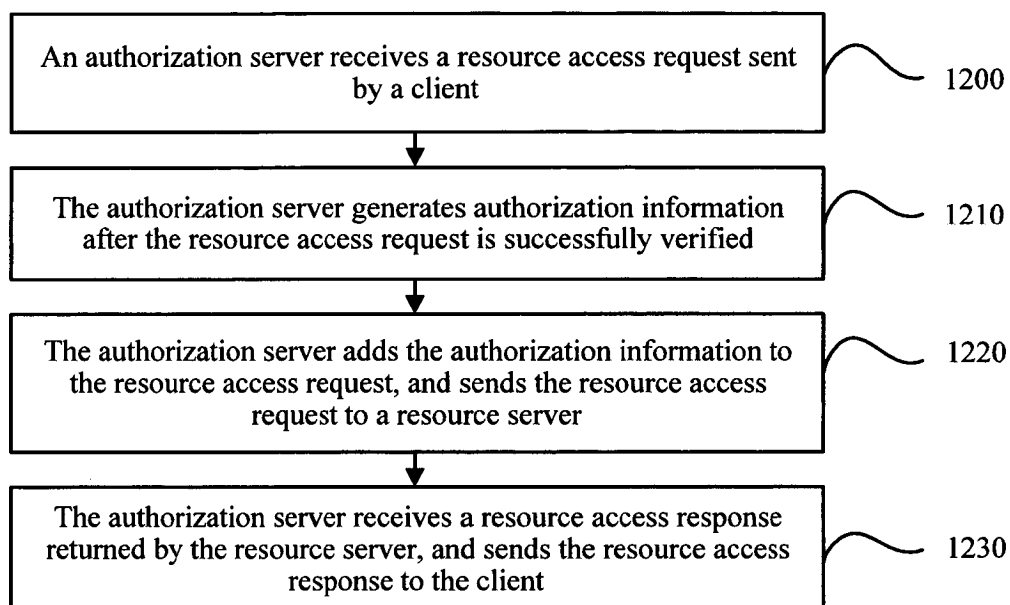 An authorization server receives a resource access request sent
by a client
1200
The authorization server generates authorization information
after the resource access request is successfully verified
1210
The authorization server adds the authorization information to
the resource access request, and sends the resource access
request to a resource server
1220
The authorization server receives a resource access response
returned by the resource server, and sends the resource access
response to the client
1230